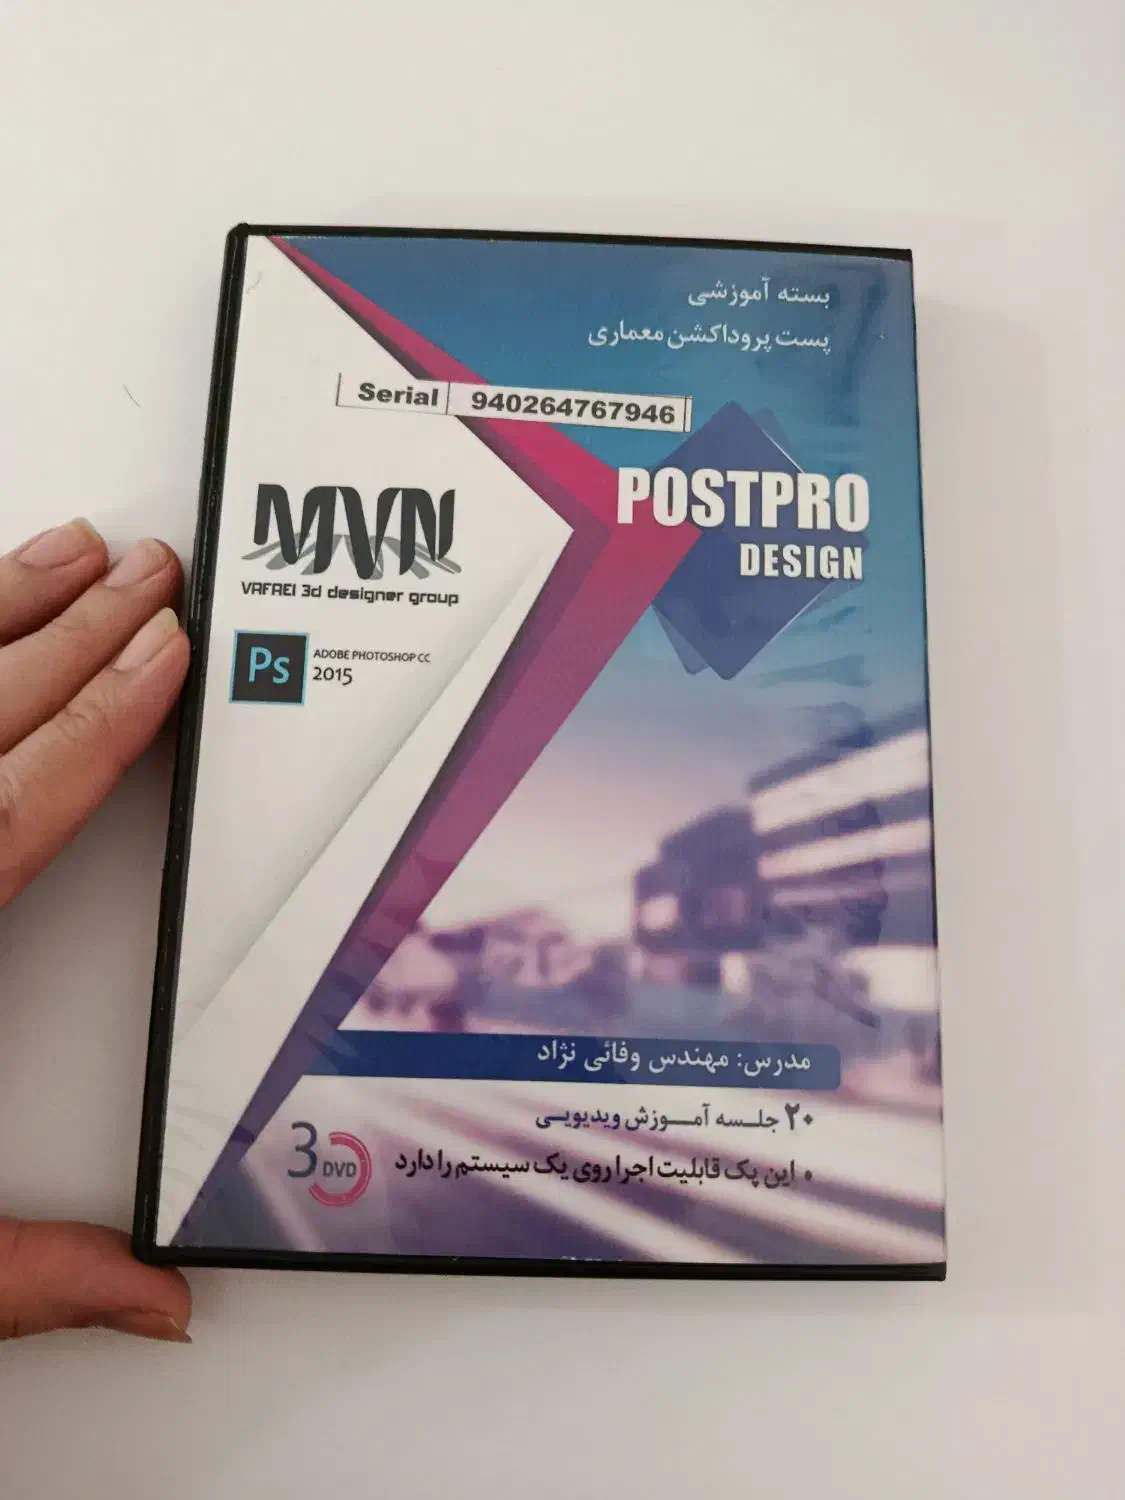 بسته آموزشی
پست پروداکشن معماری
Serial 940264767946
POSTPRO
DESIGN
MVN
VAFAEI 3d designer group
Ps
ADOBE PHOTOSHOP CC
2015
مدرس: مهندس وفائی نژاد
۲۰ جلسه آموزش ویدیویی
• این پک قابلیت اجرا روی یک سیستم را دارد
3 DVD